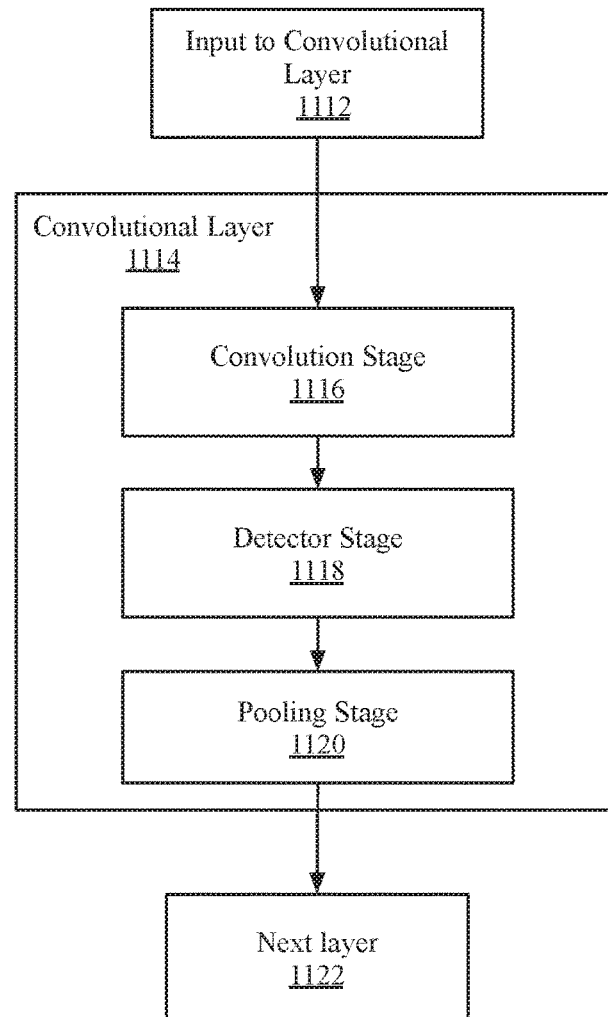 Input to Convolutional
Layer
1112
Convolutional Layer
1114
Convolution Stage
1116
Detector Stage
1118
Pooling Stage
1120
Next layer
1122